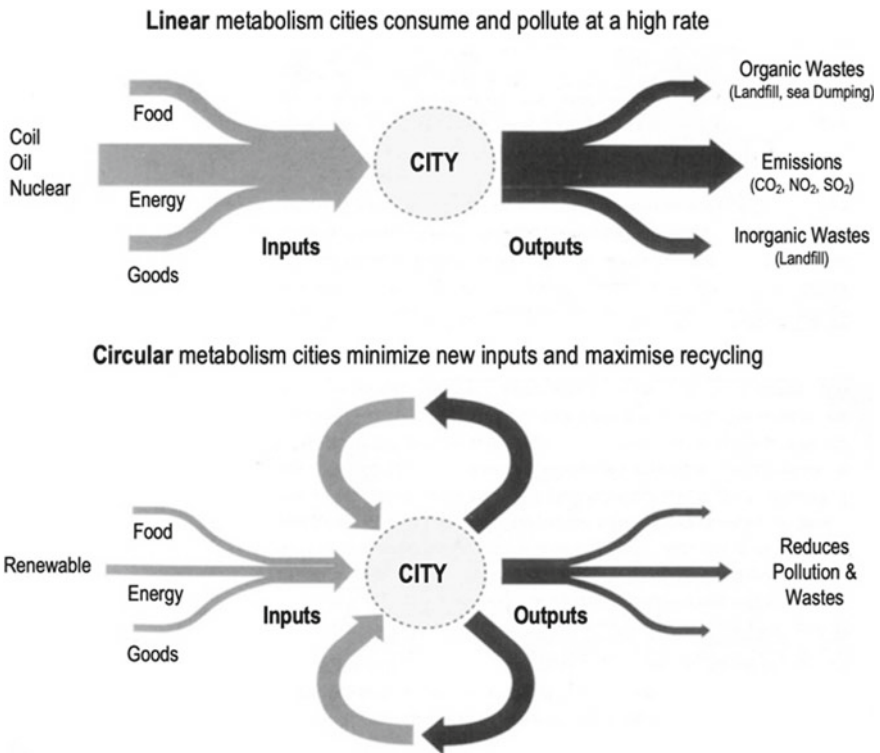 Linear metabolism cities consume and pollute at a high rate
Food
Coil
Oil
Nuclear
Energy
Goods
Inputs
CITY
Outputs
Organic Wastes
(Landfill, sea Dumping)
Emissions
(CO₂, NO₂, SO₂)
Inorganic Wastes
(Landfill)
Circular metabolism cities minimize new inputs and maximise recycling
Food
Renewable
Energy
Goods
Inputs
CITY
Outputs
Reduces
Pollution &
Wastes